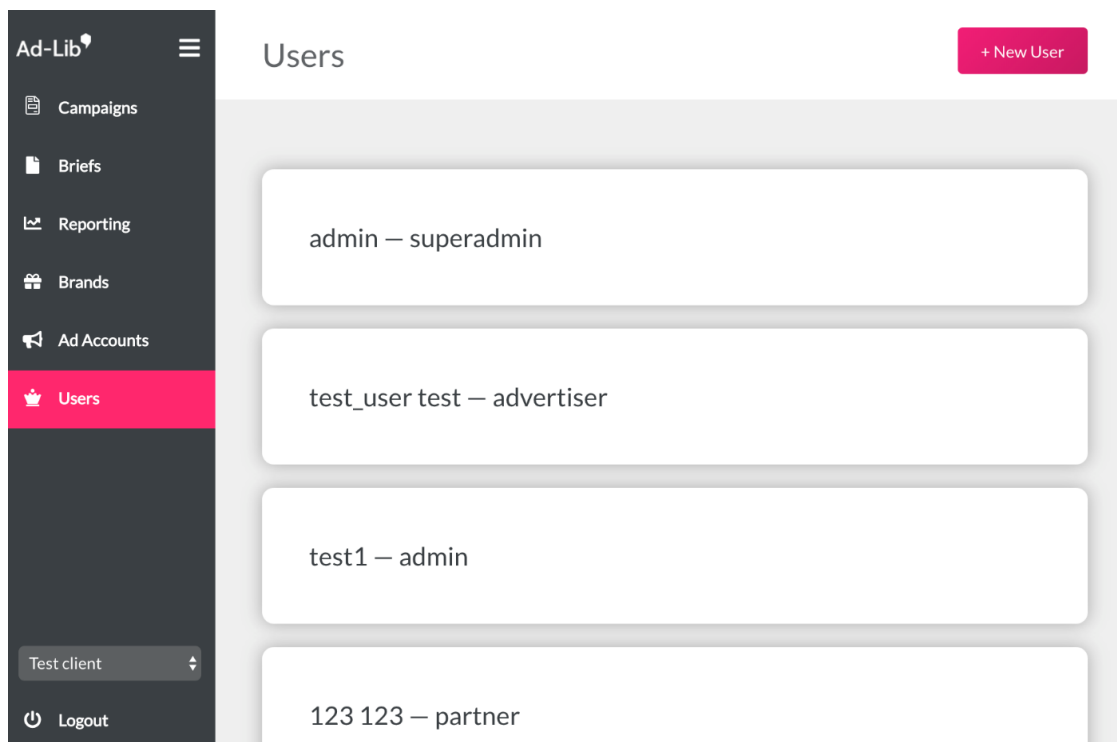 Ad-Lib
Campaigns
Briefs
Reporting
Brands
Ad Accounts
Users
Test client
Logout
Users
+ New User
admin — superadmin
test_user test — advertiser
test1 — admin
123 123 — partner